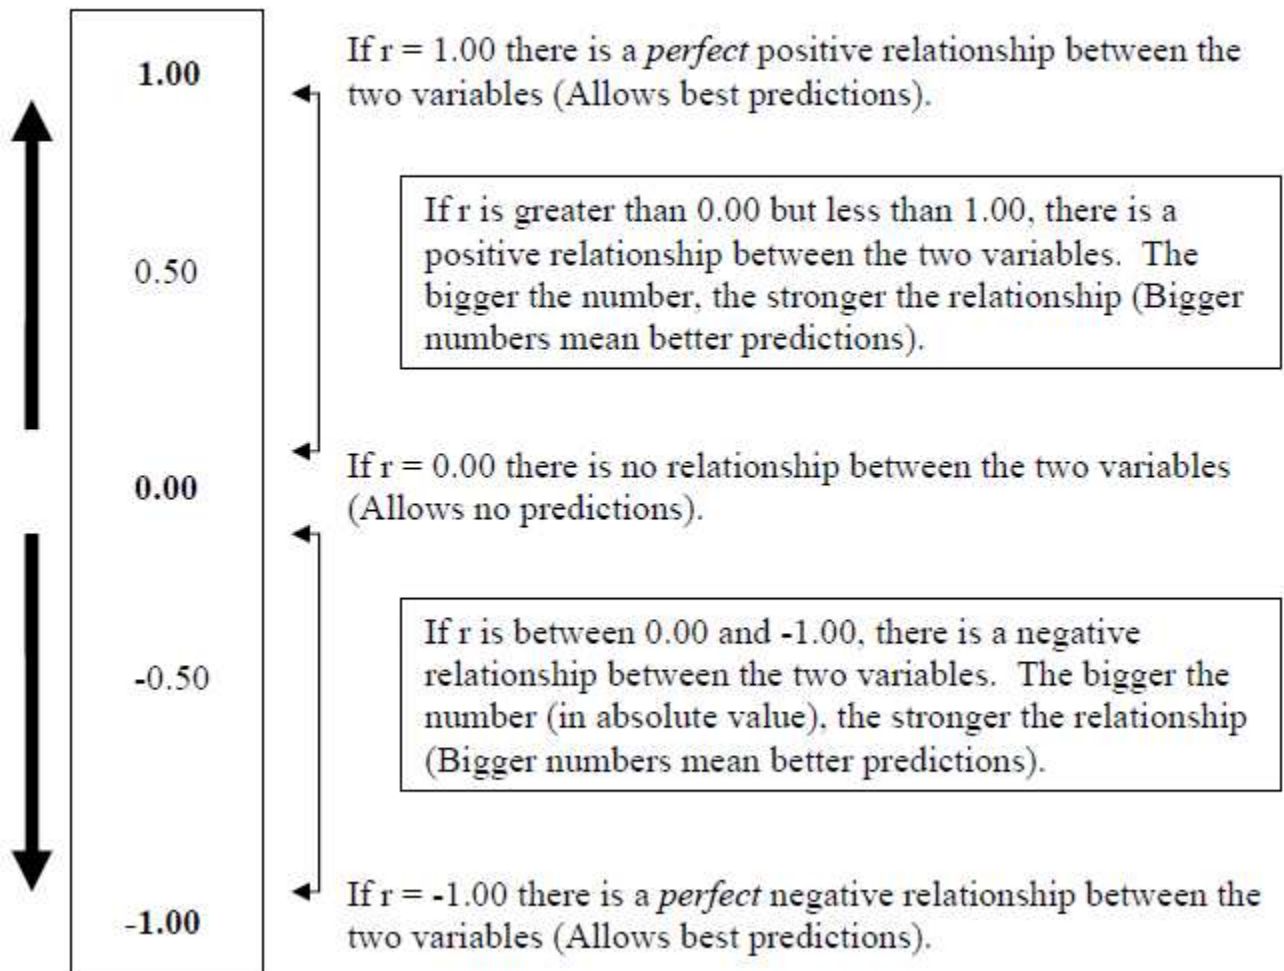 1.00
If r = 1.00 there is a perfect positive relationship between the
two variables (Allows best predictions).
If r is greater than 0.00 but less than 1.00, there is a
positive relationship between the two variables. The
bigger the number, the stronger the relationship (Bigger
numbers mean better predictions).
0.50
If r = 0.00 there is no relationship between the two variables
(Allows no predictions).
0.00
If r is between 0.00 and -1.00, there is a negative
relationship between the two variables. The bigger the
number (in absolute value), the stronger the relationship
(Bigger numbers mean better predictions).
-0.50
If r = -1.00 there is a perfect negative relationship between the
two variables (Allows best predictions).
-1.00